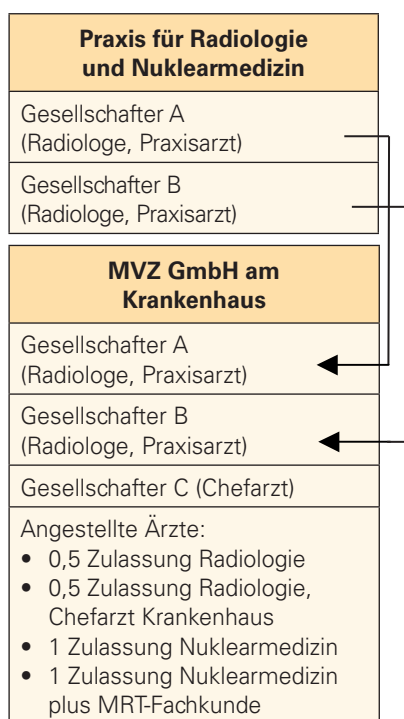 Praxis für Radiologie
und Nuklearmedizin
Gesellschafter A
(Radiologe, Praxisarzt)
Gesellschafter B
(Radiologe, Praxisarzt)
MVZ GmbH am
Krankenhaus
Gesellschafter A
(Radiologe, Praxisarzt)
Gesellschafter B
(Radiologe, Praxisarzt)
Gesellschafter C (Chefarzt)
Angestellte Ärzte:
• 0,5 Zulassung Radiologie
• 0,5 Zulassung Radiologie,
Chefarzt Krankenhaus
• 1 Zulassung Nuklearmedizin
• 1 Zulassung Nuklearmedizin
plus MRT-Fachkunde